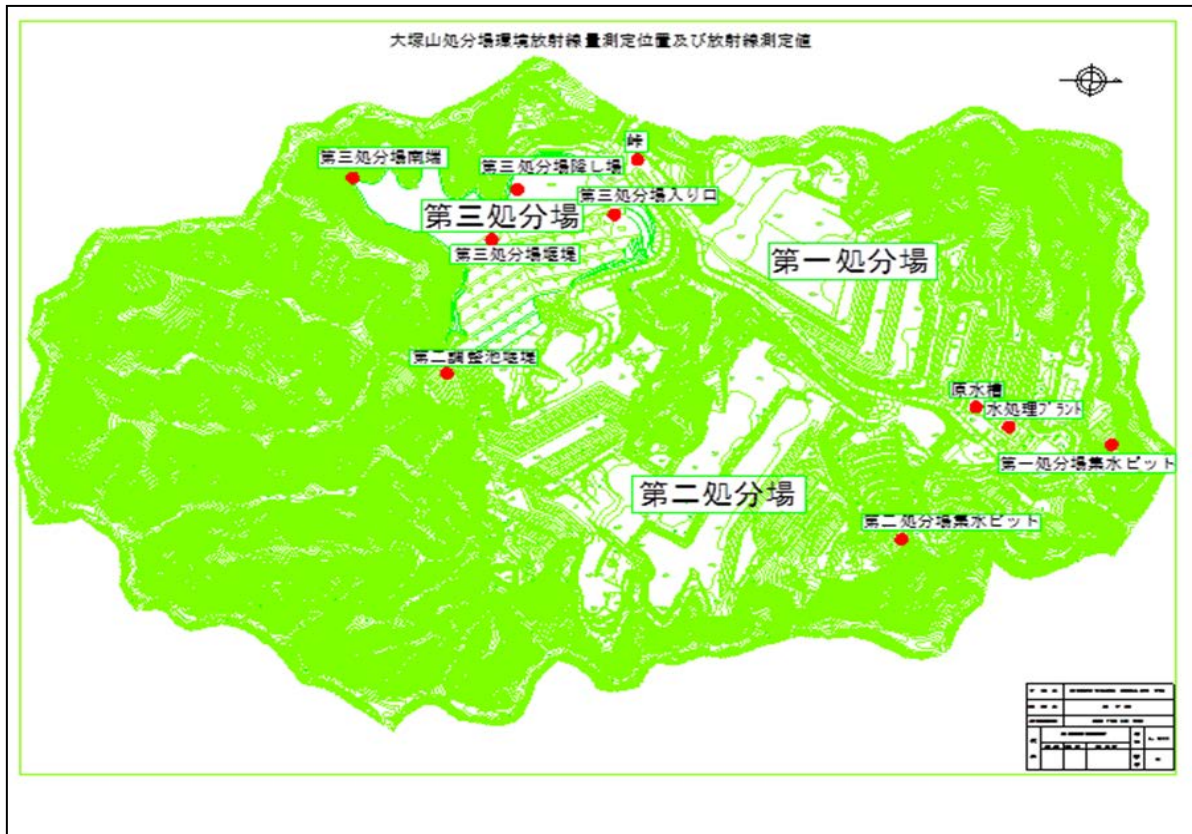 大塚山処分場環境放射線量測定位置及び放射線測定値
峠
第三処分場南端
第三処分場降し場
第三処分場入り口
第三処分場
第三処分場堰堤
第一処分場
第二調整池堰堤
原水槽
水処理プラント
第一処分場集水ピット
第二処分場
第二処分場集水ピット